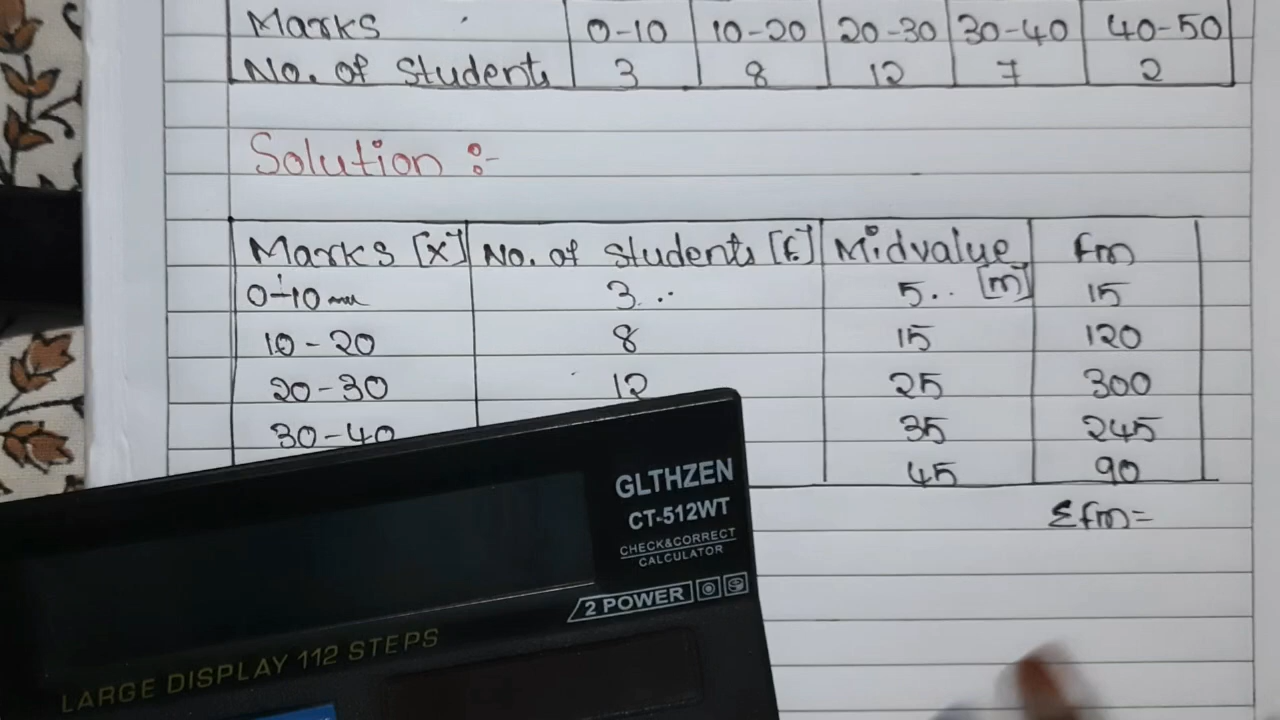 Marks 0-10 10-20 20-30 30-40 40-50
No. of Students 3 8 12 7 2
Solution :-
Marks [x] No. of Students [f] Midvalue [m] fm
0-10 3 5 15
10-20 8 15 120
20-30 12 25 300
30-40 35 245
45 90
Σfm=
GLTHZEN
CT-512WT
CHECK&CORRECT
CALCULATOR
2 POWER
LARGE DISPLAY 112 STEPS